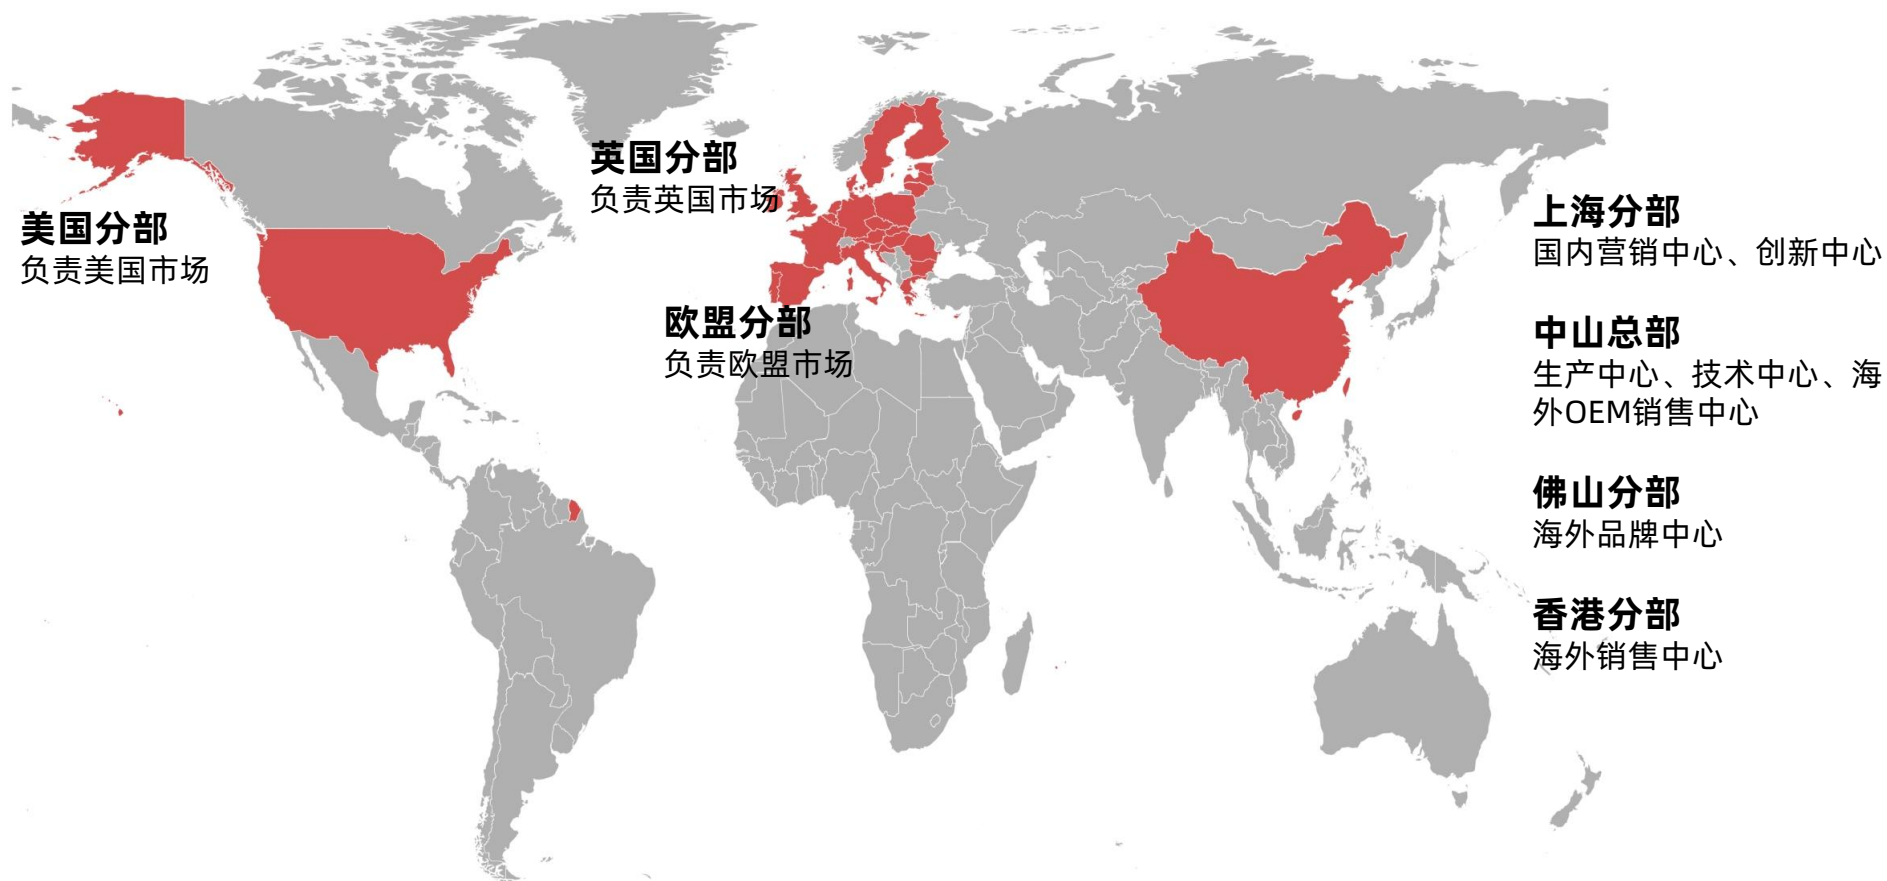 英国分部
负责英国市场
美国分部
负责美国市场
欧盟分部
负责欧盟市场
上海分部
国内营销中心、创新中心
中山总部
生产中心、技术中心、海
外OEM销售中心
佛山分部
海外品牌中心
香港分部
海外销售中心